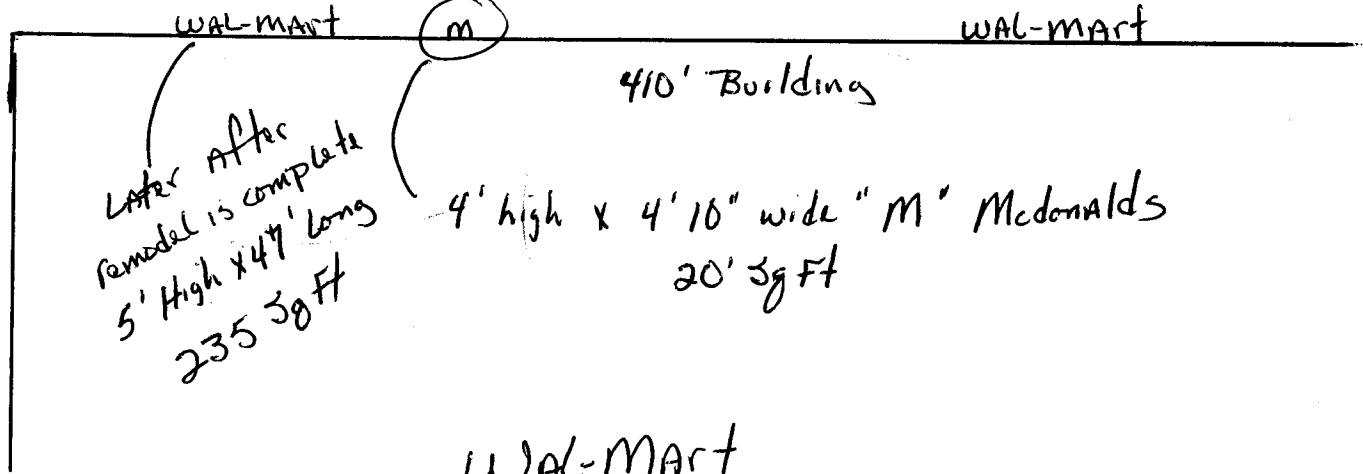 WAL-MArt M WAL-MArt
410' Building
LAter After
remodel is complete
5' High x 47' Long
235 Sq Ft
4' high x 4'10" wide "M" McdonAlds
20' Sq Ft
WAl-MArt